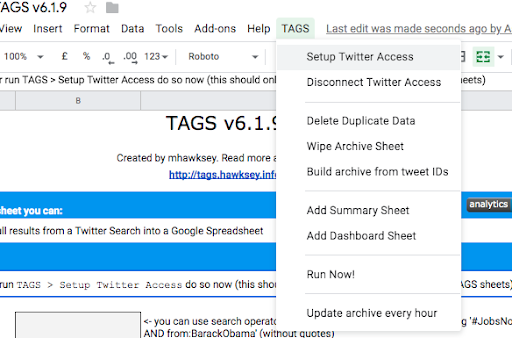 TAGS v6.1.9
View Insert Format Data Tools Add-ons Help TAGS Last edit was made seconds ago by A
100% $ % .0 .00 123 Roboto
r run TAGS > Setup Twitter Access do so now (this should onl sheets)
B
Setup Twitter Access
Disconnect Twitter Access
Delete Duplicate Data
Wipe Archive Sheet
Build archive from tweet IDs
Add Summary Sheet
Add Dashboard Sheet
Run Now!
Update archive every hour
TAGS v6.1.9
Created by mhawksey. Read more a
http://tags.hawksey.info
analytics
sheet you can:
ull results from a Twitter Search into a Google Spreadsheet
run TAGS > Setup Twitter Access do so now (this shou AGS sheets)
<- you can use search operato g '#JobsNo
AND from:BarackObama' (without quotes)